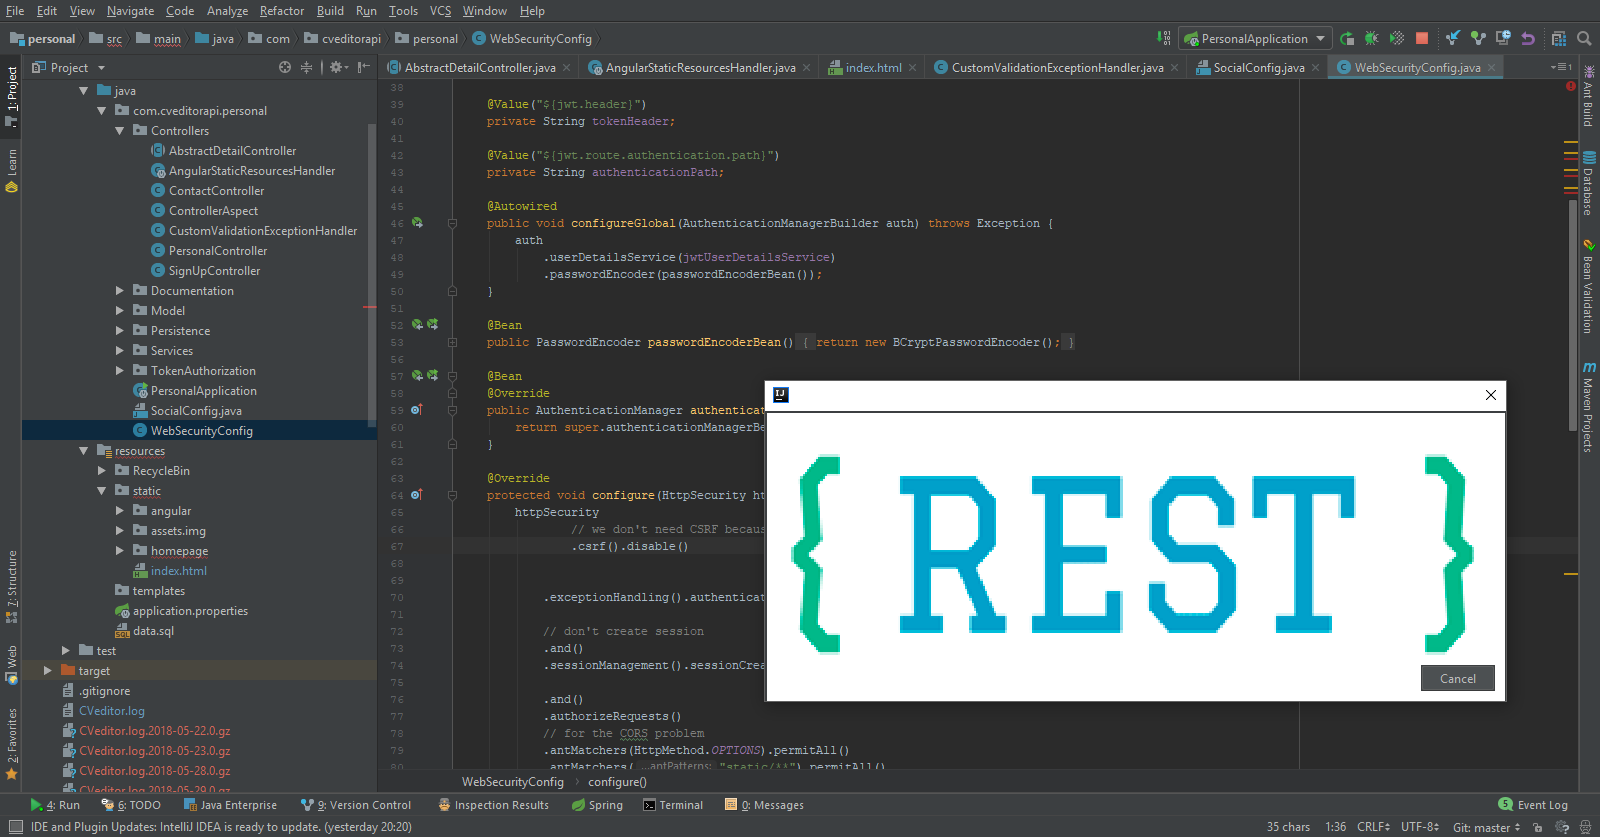 File Edit View Navigate Code Analyze Refactor Build Run Tools VCS Window Help
personal src main java com cveditorapi personal WebSecurityConfig
PersonalApplication
Project
AbstractDetailController.java AngularStaticResourcesHandler.java index.html CustomValidationExceptionHandler.java SocialConfig.java WebSecurityConfig.java
1: Project
Learn
7: Structure
Web
2: Favorites
java
com.cveditorapi.personal
Controllers
AbstractDetailController
AngularStaticResourcesHandler
ContactController
ControllerAspect
CustomValidationExceptionHandler
PersonalController
SignUpController
Documentation
Model
Persistence
Services
TokenAuthorization
PersonalApplication
SocialConfig.java
WebSecurityConfig
resources
RecycleBin
static
angular
assets.img
homepage
index.html
templates
application.properties
data.sql
test
target
.gitignore
CVeditor.log
CVeditor.log.2018-05-22.0.gz
CVeditor.log.2018-05-23.0.gz
CVeditor.log.2018-05-28.0.gz
CVeditor.log.2018-05-29.0.gz
38
39 @Value("${jwt.header}")
40 private String tokenHeader;
41
42 @Value("${jwt.route.authentication.path}")
43 private String authenticationPath;
44
45 @Autowired
46 public void configureGlobal(AuthenticationManagerBuilder auth) throws Exception {
47 auth
48 .userDetailsService(jwtUserDetailsService)
49 .passwordEncoder(passwordEncoderBean());
50 }
51
52 @Bean
53 public PasswordEncoder passwordEncoderBean() { return new BCryptPasswordEncoder(); }
56
57 @Bean
58 @Override
59 public AuthenticationManager authenticat
60 return super.authenticationManagerBe
61 }
62
63 @Override
64 protected void configure(HttpSecurity ht
65 httpSecurity
66 // we don't need CSRF becaus
67 .csrf().disable()
68
69
70 .exceptionHandling().authenticat
71
72 // don't create session
73 .and()
74 .sessionManagement().sessionCrea
75
76 .and()
77 .authorizeRequests()
78 // for the CORS problem
79 .antMatchers(HttpMethod.OPTIONS).permitAll()
80 .antMatchers( ...antPatterns: "static/**").permitAll()
IJ
{ REST }
Cancel
Ant Build
Database
Bean Validation
m
Maven Projects
WebSecurityConfig configure()
4: Run 6: TODO Java Enterprise 9: Version Control Inspection Results Spring Terminal 0: Messages 5 Event Log
IDE and Plugin Updates: IntelliJ IDEA is ready to update. (yesterday 20:20) 35 chars 1:36 CRLF UTF-8 Git: master